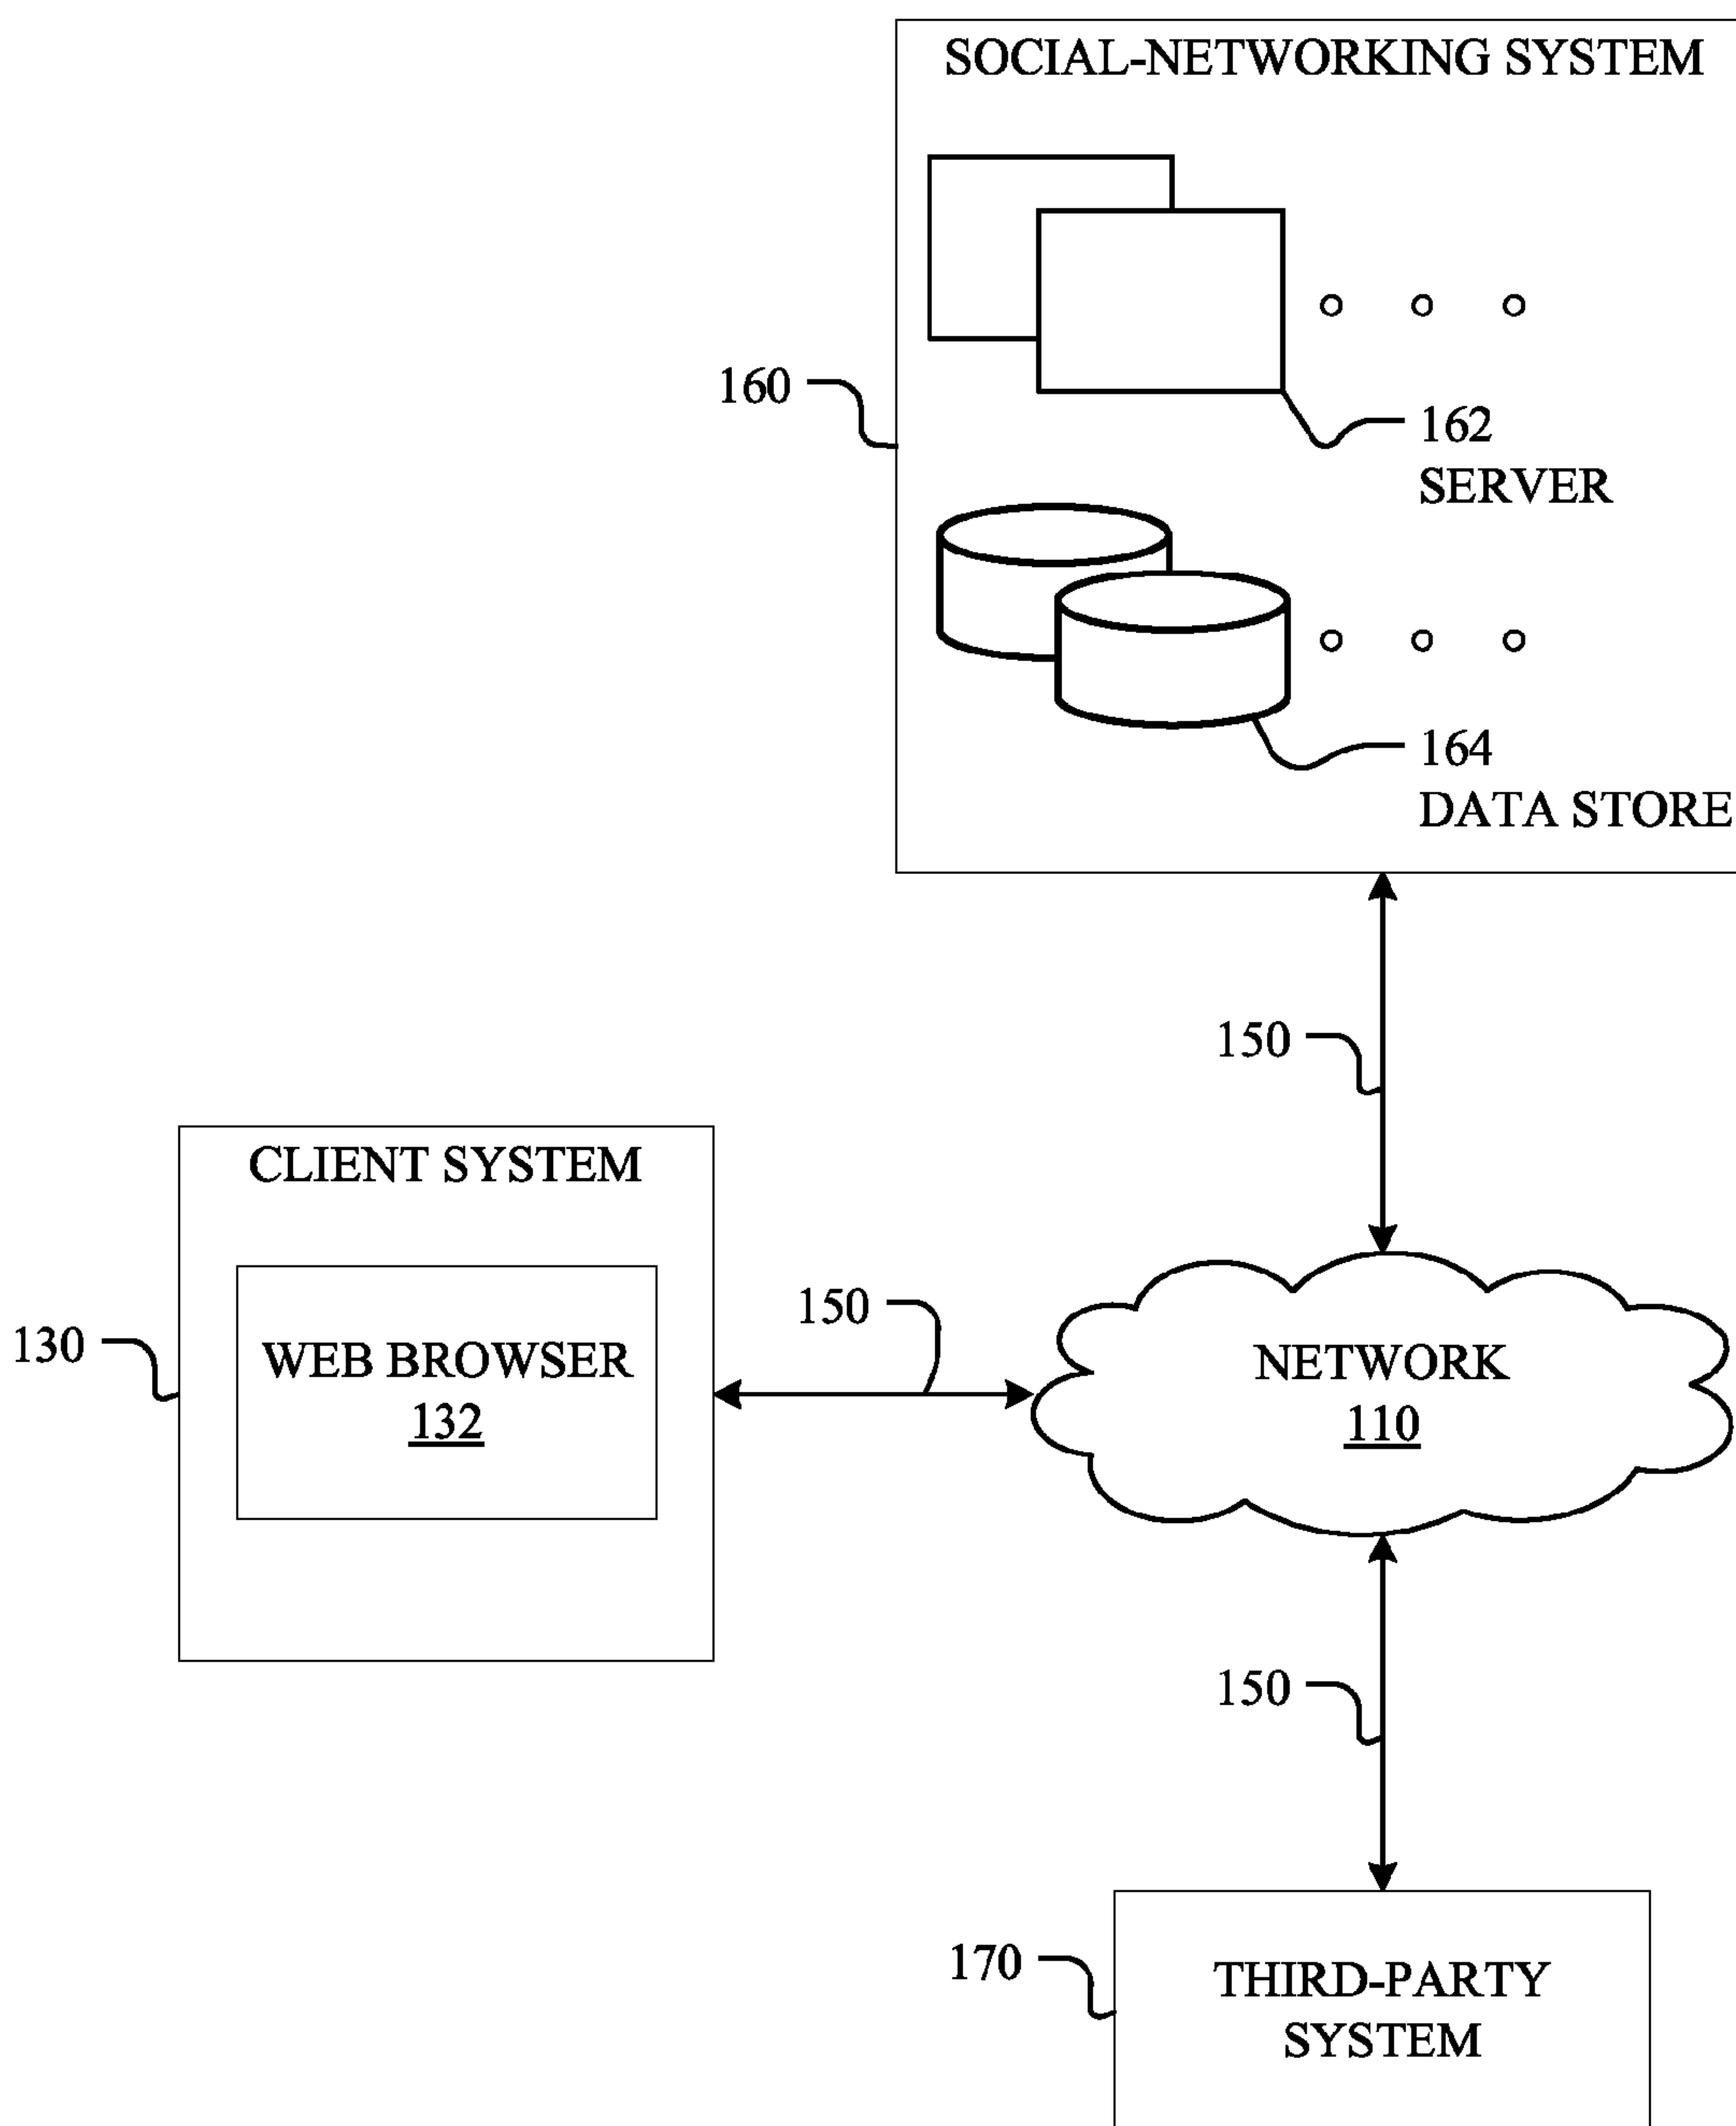 SOCIAL-NETWORKING SYSTEM
160
162
SERVER
164
DATA STORE
150
CLIENT SYSTEM
130
WEB BROWSER
132
150
NETWORK
110
150
170
THIRD-PARTY
SYSTEM